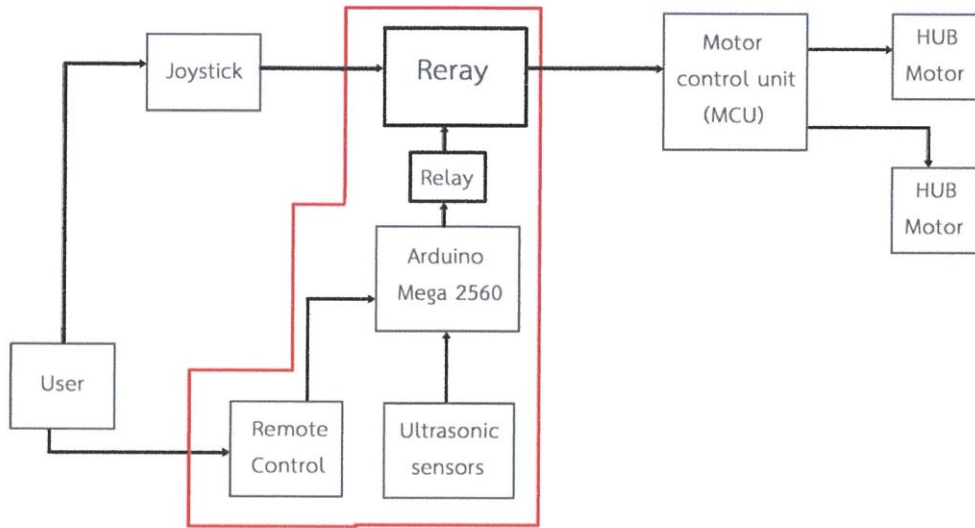 Joystick
Reray
Motor
control unit
(MCU)
HUB
Motor
HUB
Motor
Relay
Arduino
Mega 2560
User
Remote
Control
Ultrasonic
sensors